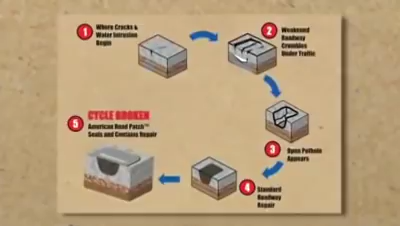 1
Where Cracks &
Water Intrusion
Begin
2
Weakened
Roadway
Crumbles
Under Traffic
3
Open Pothole
Appears
4
Standard
Roadway
Repair
5
CYCLE BROKEN
American Road Patch™
Seals and Contains Repair